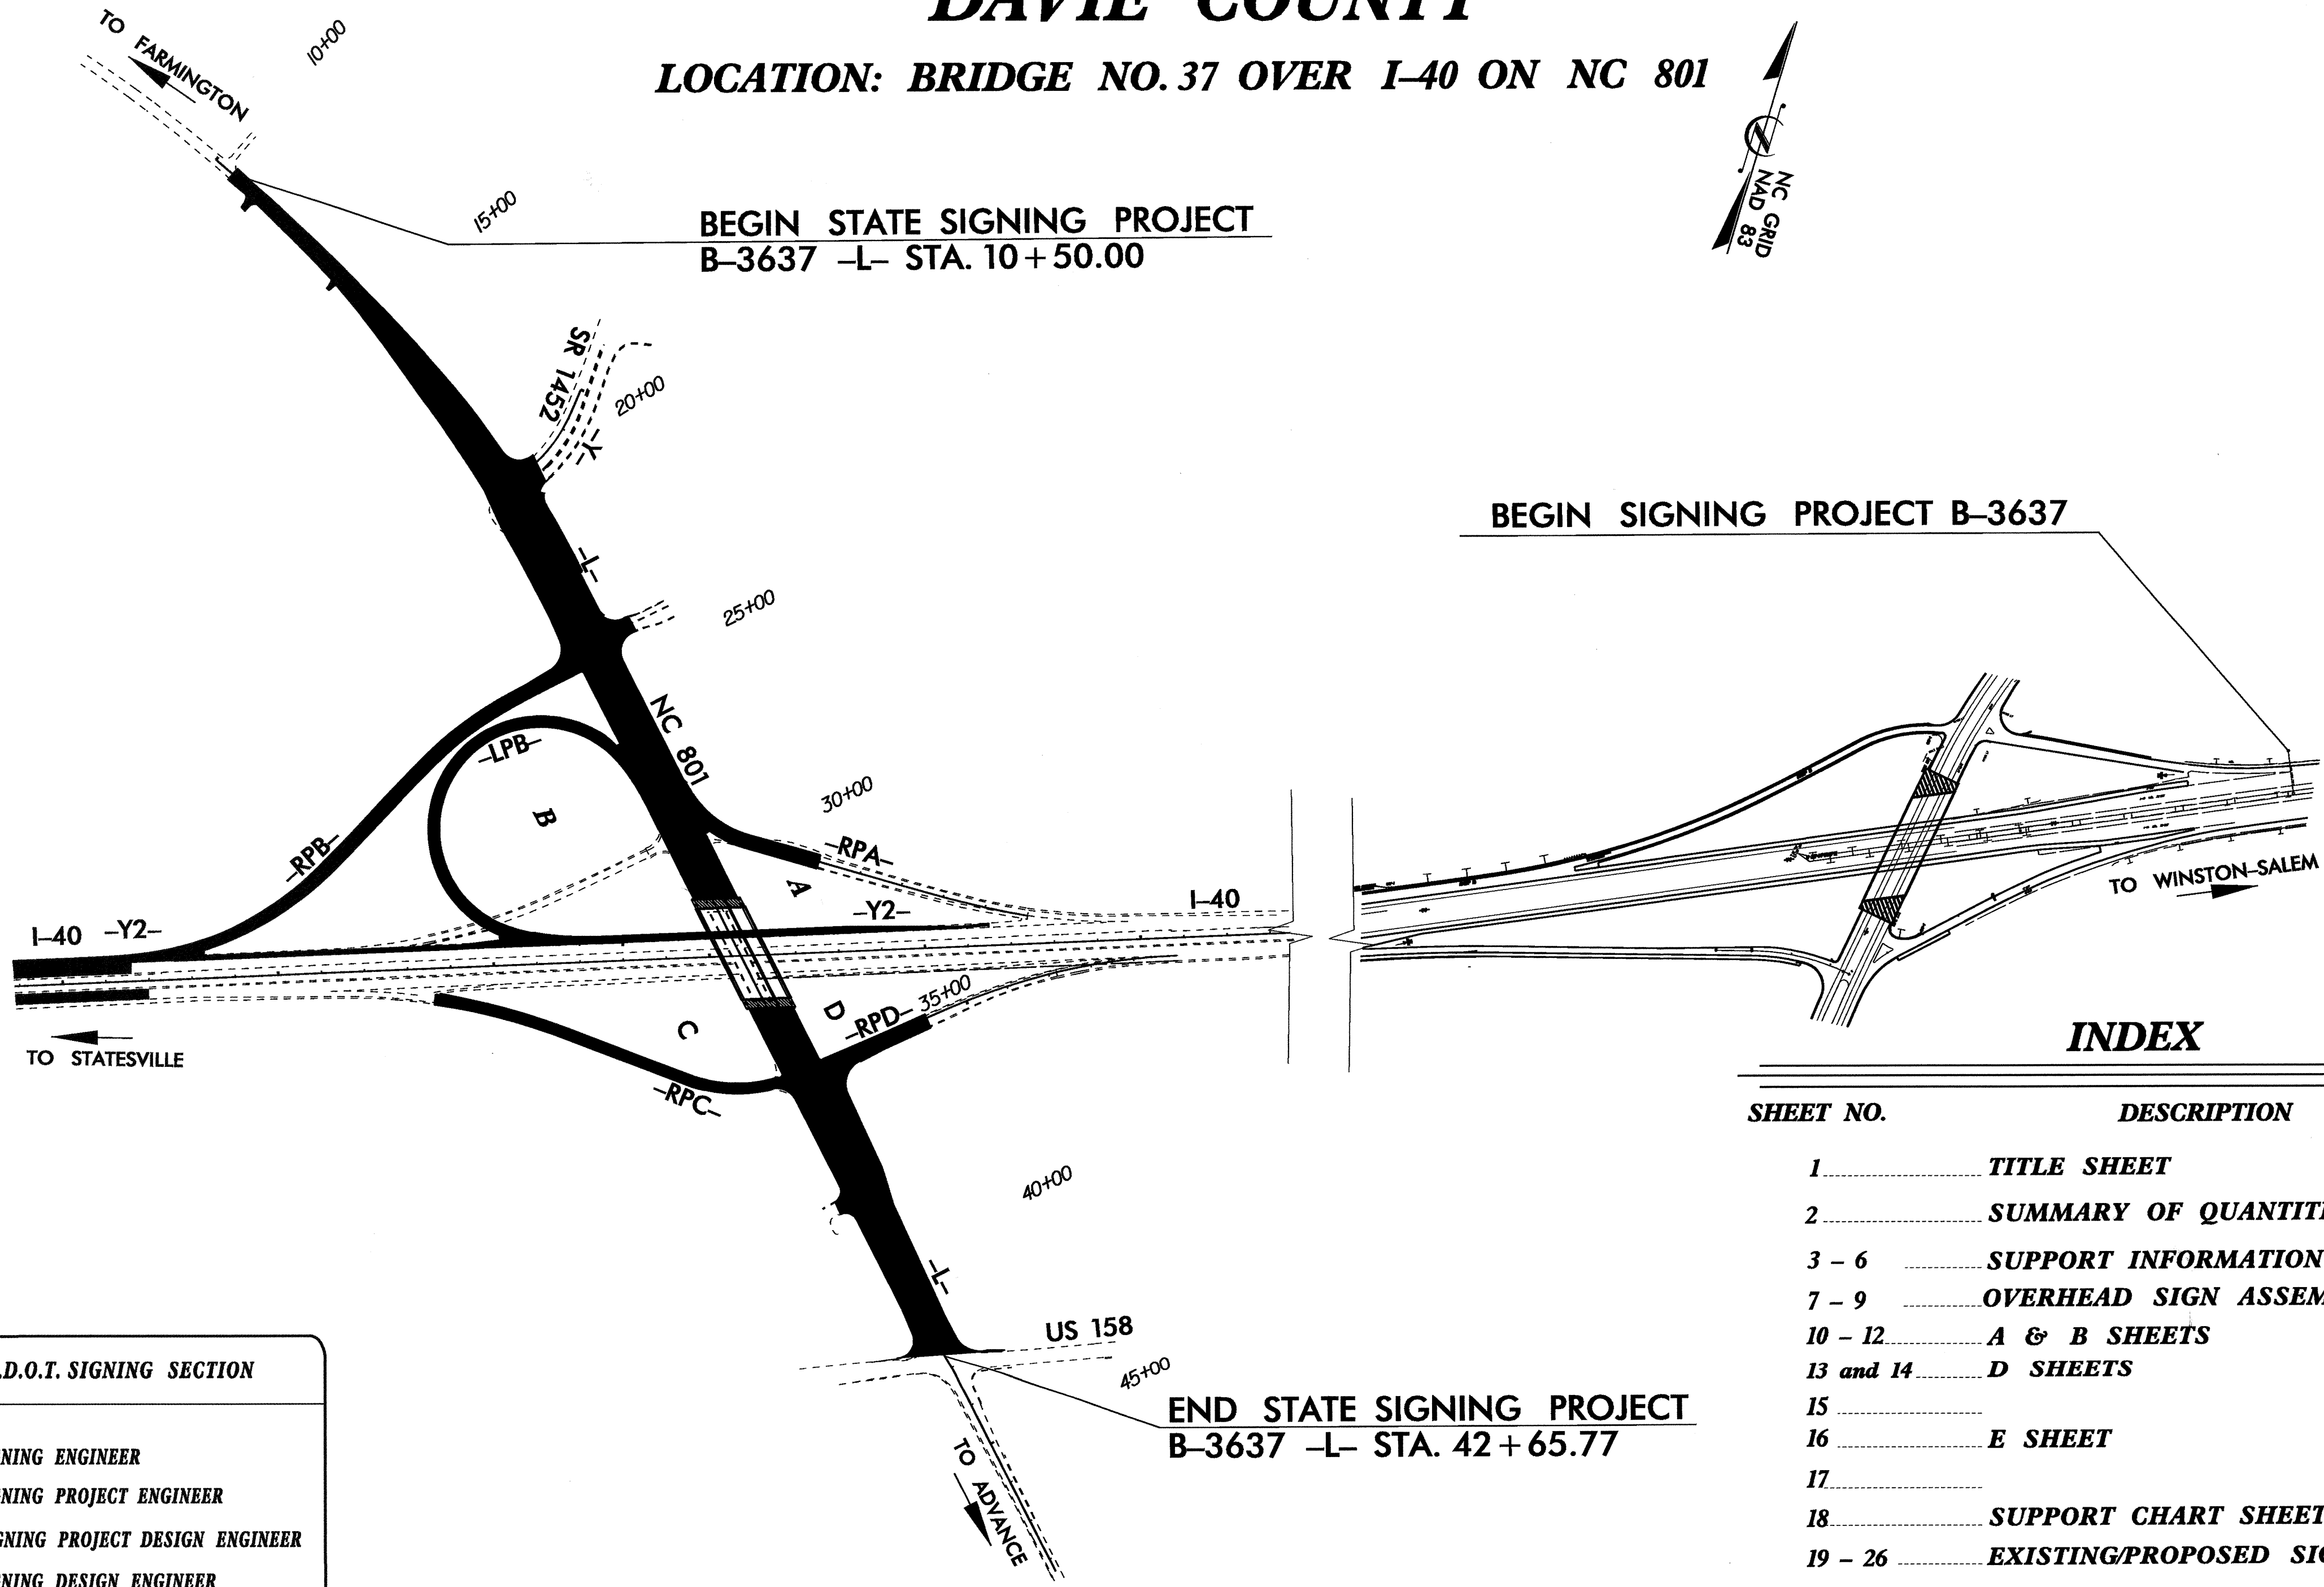 DAVIE COUNTY
LOCATION: BRIDGE NO. 37 OVER I-40 ON NC 801
TO FARMINGTON
10+00
15+00
BEGIN STATE SIGNING PROJECT
B-3637 -L- STA. 10+50.00
NC GRID
NAD 83
SR 1452
-Y-
20+00
-L-
25+00
BEGIN SIGNING PROJECT B-3637
NC 801
-LPB-
B
30+00
-RPB-
-RPA-
A
I-40 -Y2-
-Y2-
I-40
TO WINSTON-SALEM
C
D
-RPD-
35+00
TO STATESVILLE
-RPC-
40+00
-L-
US 158
45+00
END STATE SIGNING PROJECT
B-3637 -L- STA. 42+65.77
TO ADVANCE
INDEX
SHEET NO. DESCRIPTION
1 TITLE SHEET
2 SUMMARY OF QUANTITI
3 - 6 SUPPORT INFORMATION
7 - 9 OVERHEAD SIGN ASSEM
10 - 12 A & B SHEETS
13 and 14 D SHEETS
15
16 E SHEET
17
18 SUPPORT CHART SHEET
19 - 26 EXISTING/PROPOSED SIG
.D.O.T. SIGNING SECTION
NING ENGINEER
NING PROJECT ENGINEER
GNING PROJECT DESIGN ENGINEER
NING DESIGN ENGINEER